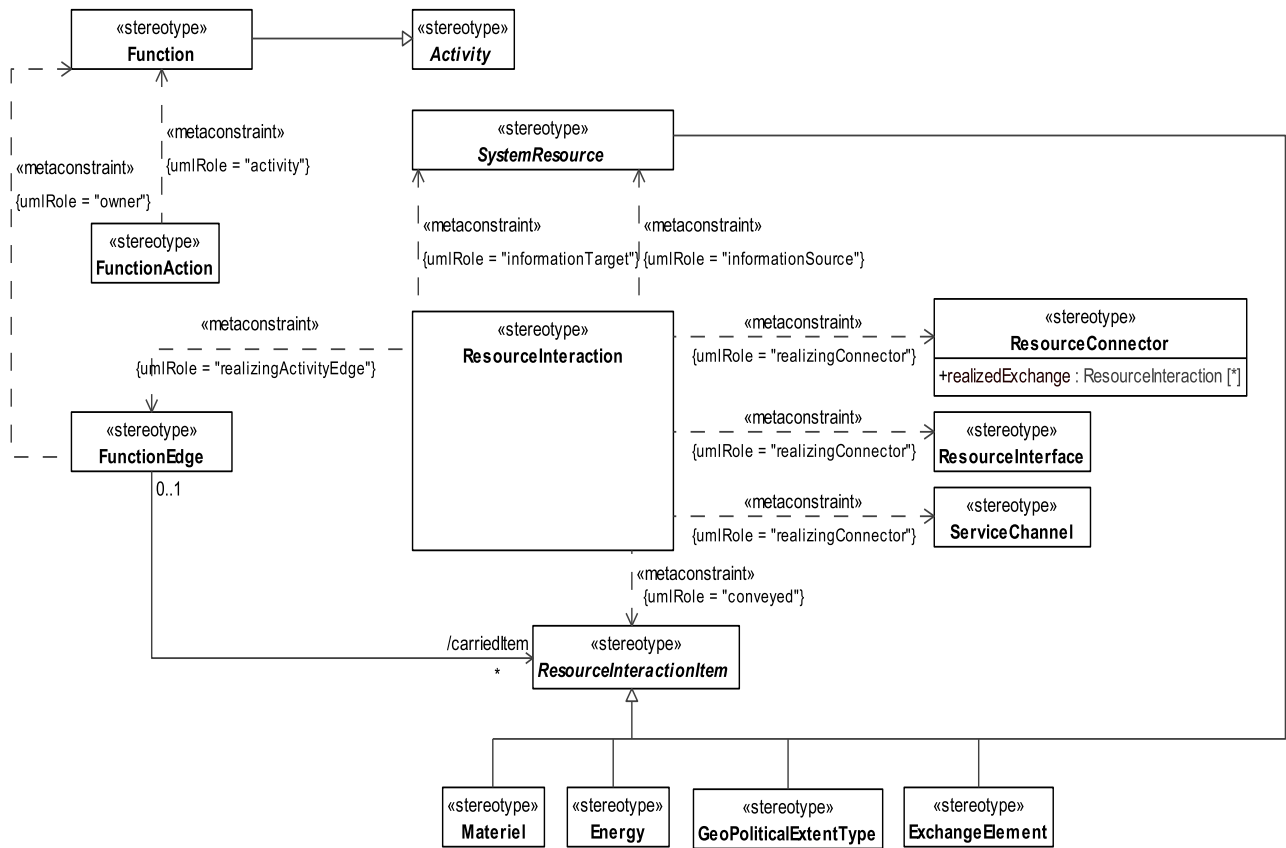 «stereotype»
Function
«stereotype»
Activity
«metaconstraint»
{umlRole = "activity"}
«metaconstraint»
{umlRole = "owner"}
«stereotype»
SystemResource
«stereotype»
FunctionAction
«metaconstraint»
{umlRole = "informationTarget"}
«metaconstraint»
{umlRole = "informationSource"}
«metaconstraint»
{umlRole = "realizingActivityEdge"}
«stereotype»
ResourceInteraction
«metaconstraint»
{umlRole = "realizingConnector"}
«stereotype»
ResourceConnector
+realizedExchange : ResourceInteraction [*]
«stereotype»
FunctionEdge
0..1
«metaconstraint»
{umlRole = "realizingConnector"}
«stereotype»
ResourceInterface
«metaconstraint»
{umlRole = "realizingConnector"}
«stereotype»
ServiceChannel
«metaconstraint»
{umlRole = "conveyed"}
/carriedItem
*
«stereotype»
ResourceInteractionItem
«stereotype»
Materiel
«stereotype»
Energy
«stereotype»
GeoPoliticalExtentType
«stereotype»
ExchangeElement